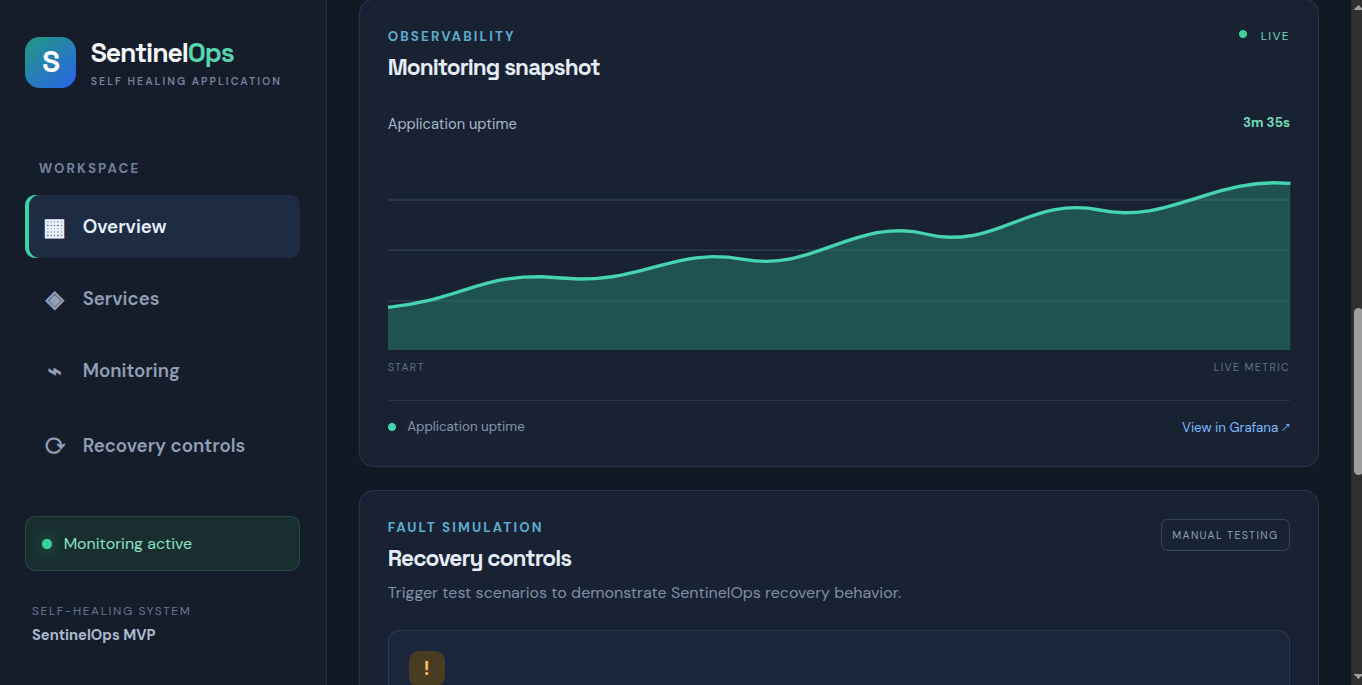 S
SentinelOps
SELF HEALING APPLICATION
WORKSPACE
Overview
Services
Monitoring
Recovery controls
Monitoring active
SELF-HEALING SYSTEM
SentinelOps MVP
OBSERVABILITY
LIVE
Monitoring snapshot
Application uptime
3m 35s
START
LIVE METRIC
Application uptime
View in Grafana ↗
FAULT SIMULATION
MANUAL TESTING
Recovery controls
Trigger test scenarios to demonstrate SentinelOps recovery behavior.
!